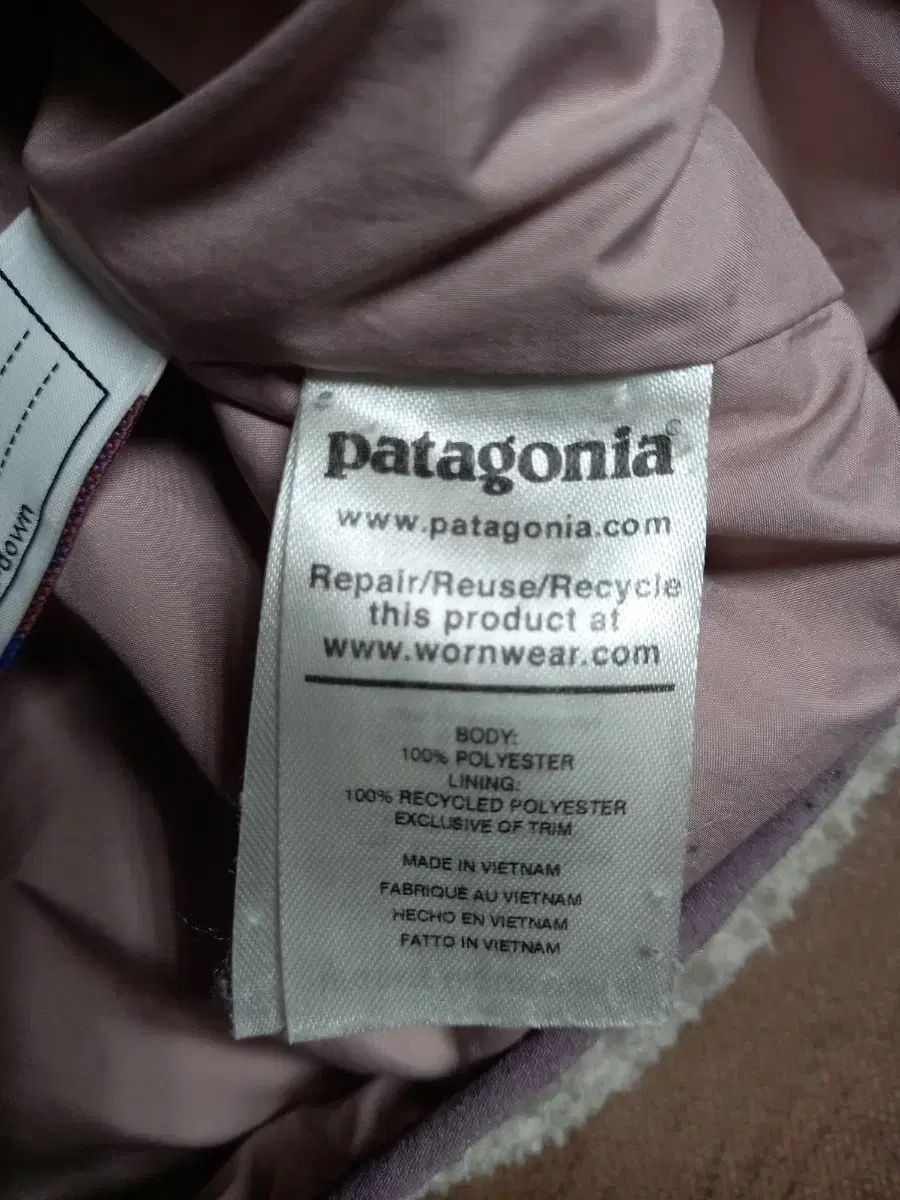 down
patagonia®
www.patagonia.com
Repair/Reuse/Recycle
this product at
www.wornwear.com
BODY:
100% POLYESTER
LINING:
100% RECYCLED POLYESTER
EXCLUSIVE OF TRIM
MADE IN VIETNAM
FABRIQUÉ AU VIETNAM
HECHO EN VIETNAM
FATTO IN VIETNAM